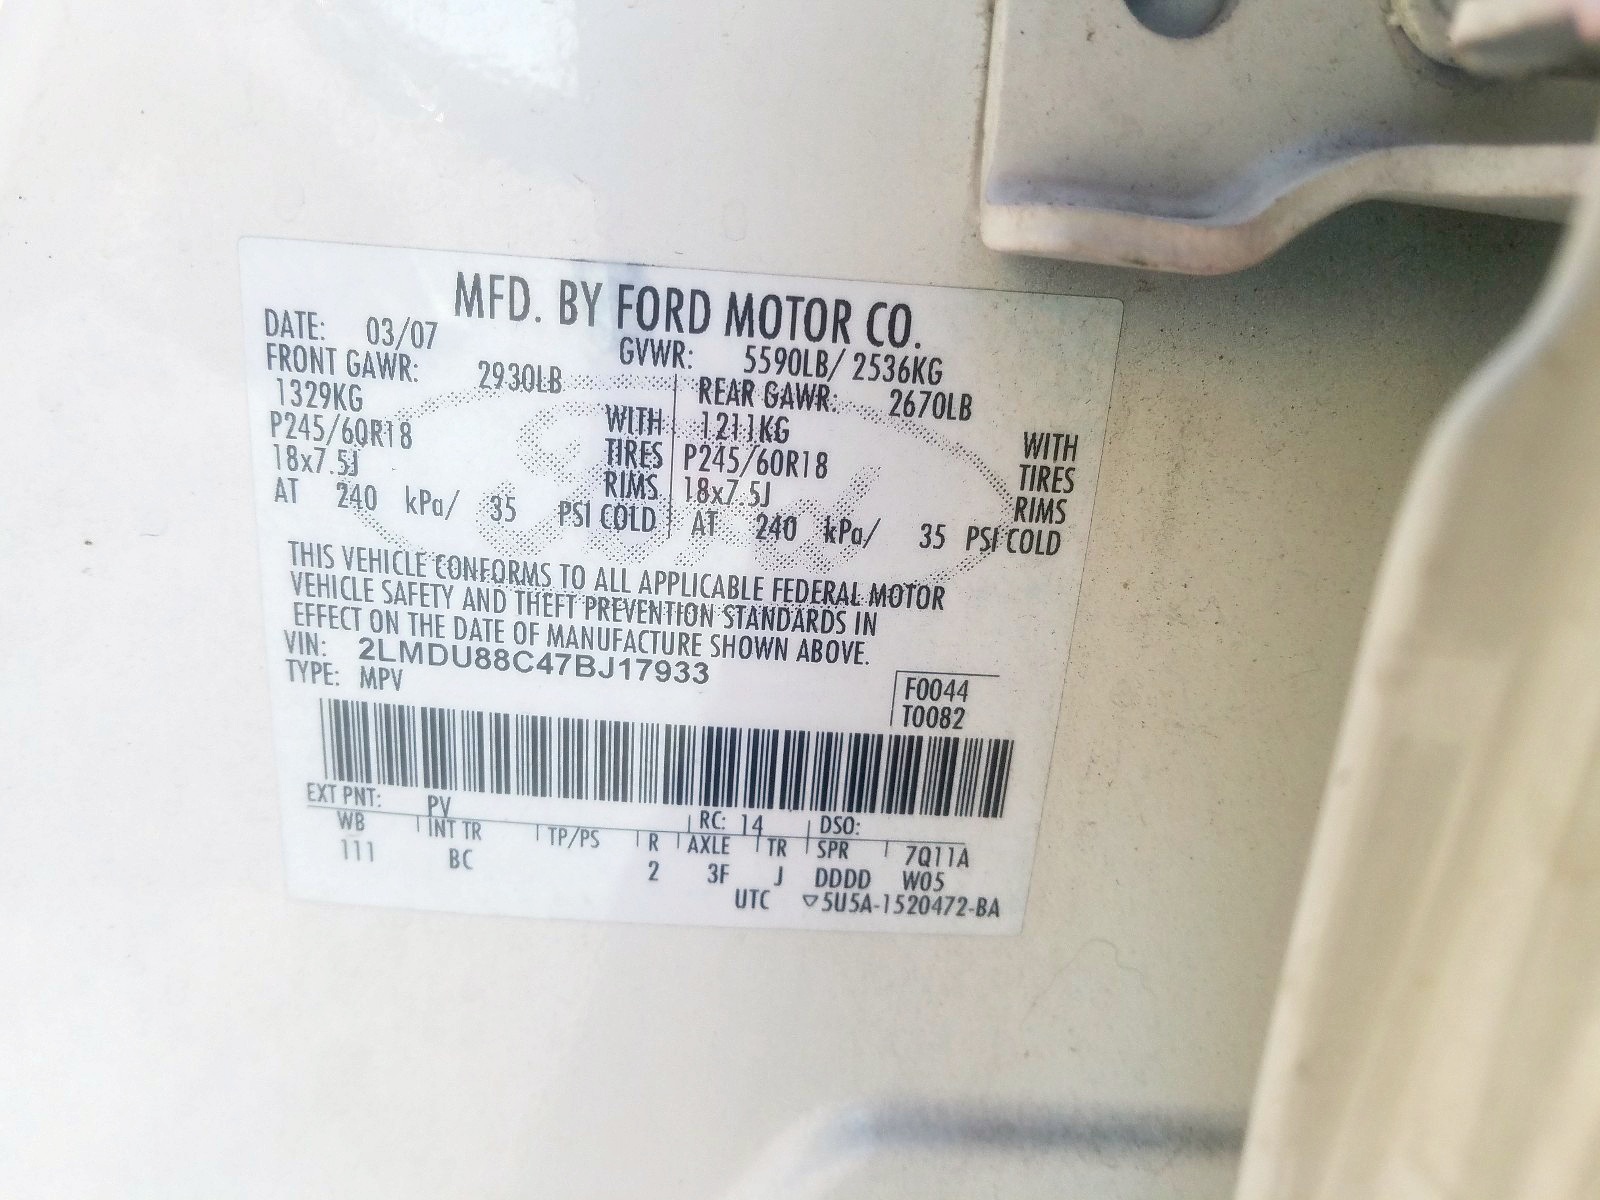 MFD. BY FORD MOTOR CO.
DATE: 03/07 GVWR: 5590LB/ 2536KG
FRONT GAWR: 2930LB REAR GAWR: 2670LB
1329KG WITH 1211KG WITH
P245/60R18 TIRES P245/60R18 TIRES
18x7.5J RIMS 18x7.5J RIMS
AT 240 kPa/ 35 PSI COLD AT 240 kPa/ 35 PSI COLD
THIS VEHICLE CONFORMS TO ALL APPLICABLE FEDERAL MOTOR
VEHICLE SAFETY AND THEFT PREVENTION STANDARDS IN
EFFECT ON THE DATE OF MANUFACTURE SHOWN ABOVE.
VIN: 2LMDU88C47BJ17933
TYPE: MPV
F0044
T0082
EXT PNT: PV RC: 14 DSO:
WB INT TR TP/PS R AXLE TR SPR 7Q11A
111 BC 2 3F J DDDD W05
UTC ▽5U5A-1520472-BA